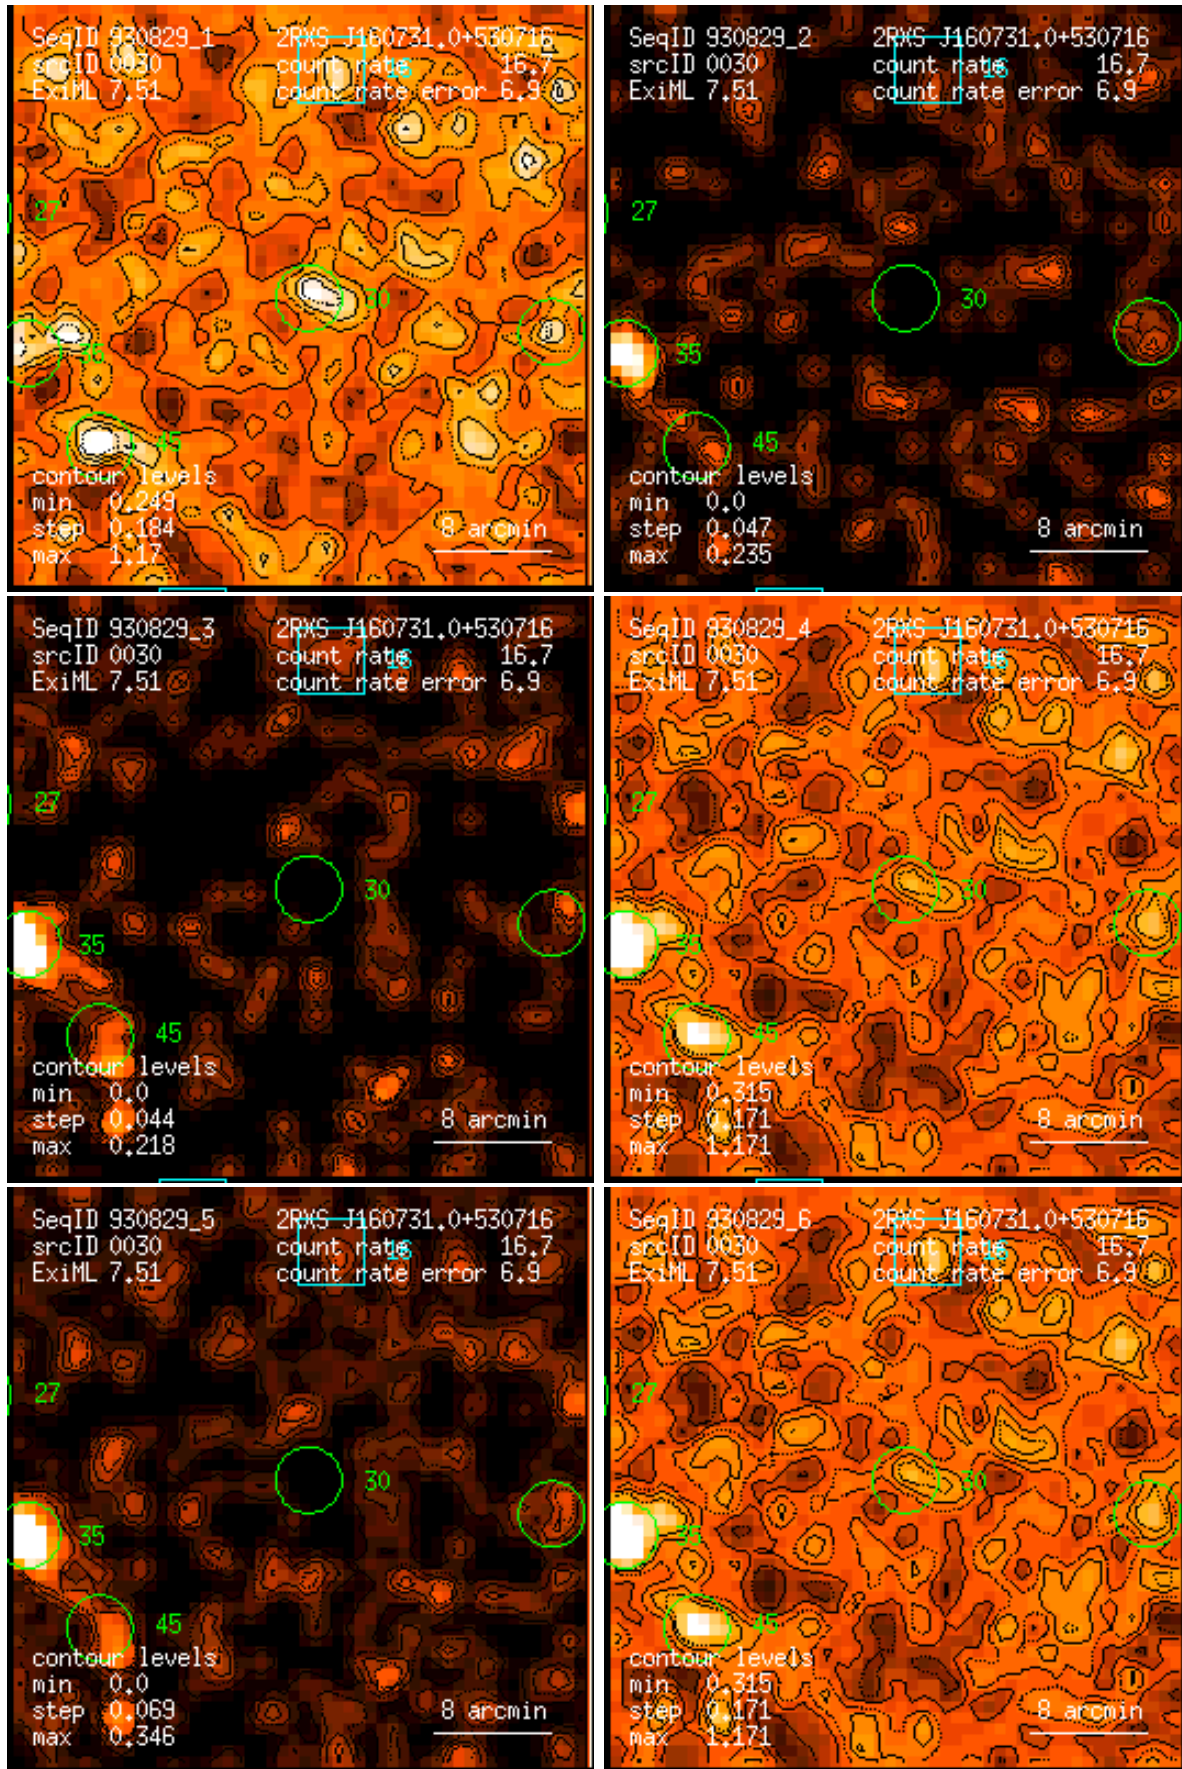 SeqID 930829_1 2RXS J160731.0+530716
srcID 0030 count rate 16.7
16
ExiML 7.51 count rate error 6.9
27
30
35
45
contour levels
min 0.249
step 0.184 8 arcmin
max 1.17
SeqID 930829_2 2RXS J160731.0+530716
srcID 0030 count rate 16.7
16
ExiML 7.51 count rate error 6.9
27
30
35
45
contour levels
min 0.0
step 0.047 8 arcmin
max 0.235
SeqID 930829_3 2RXS J160731.0+530716
srcID 0030 count rate 16.7
16
ExiML 7.51 count rate error 6.9
27
30
35
45
contour levels
min 0.0
step 0.044 8 arcmin
max 0.218
SeqID 930829_4 2RXS J160731.0+530716
srcID 0030 count rate 16.7
16
ExiML 7.51 count rate error 6.9
27
30
35
45
contour levels
min 0.315
step 0.171 8 arcmin
max 1.171
SeqID 930829_5 2RXS J160731.0+530716
srcID 0030 count rate 16.7
16
ExiML 7.51 count rate error 6.9
27
30
35
45
contour levels
min 0.0
step 0.069 8 arcmin
max 0.346
SeqID 930829_6 2RXS J160731.0+530716
srcID 0030 count rate 16.7
16
ExiML 7.51 count rate error 6.9
27
30
35
45
contour levels
min 0.315
step 0.171 8 arcmin
max 1.171